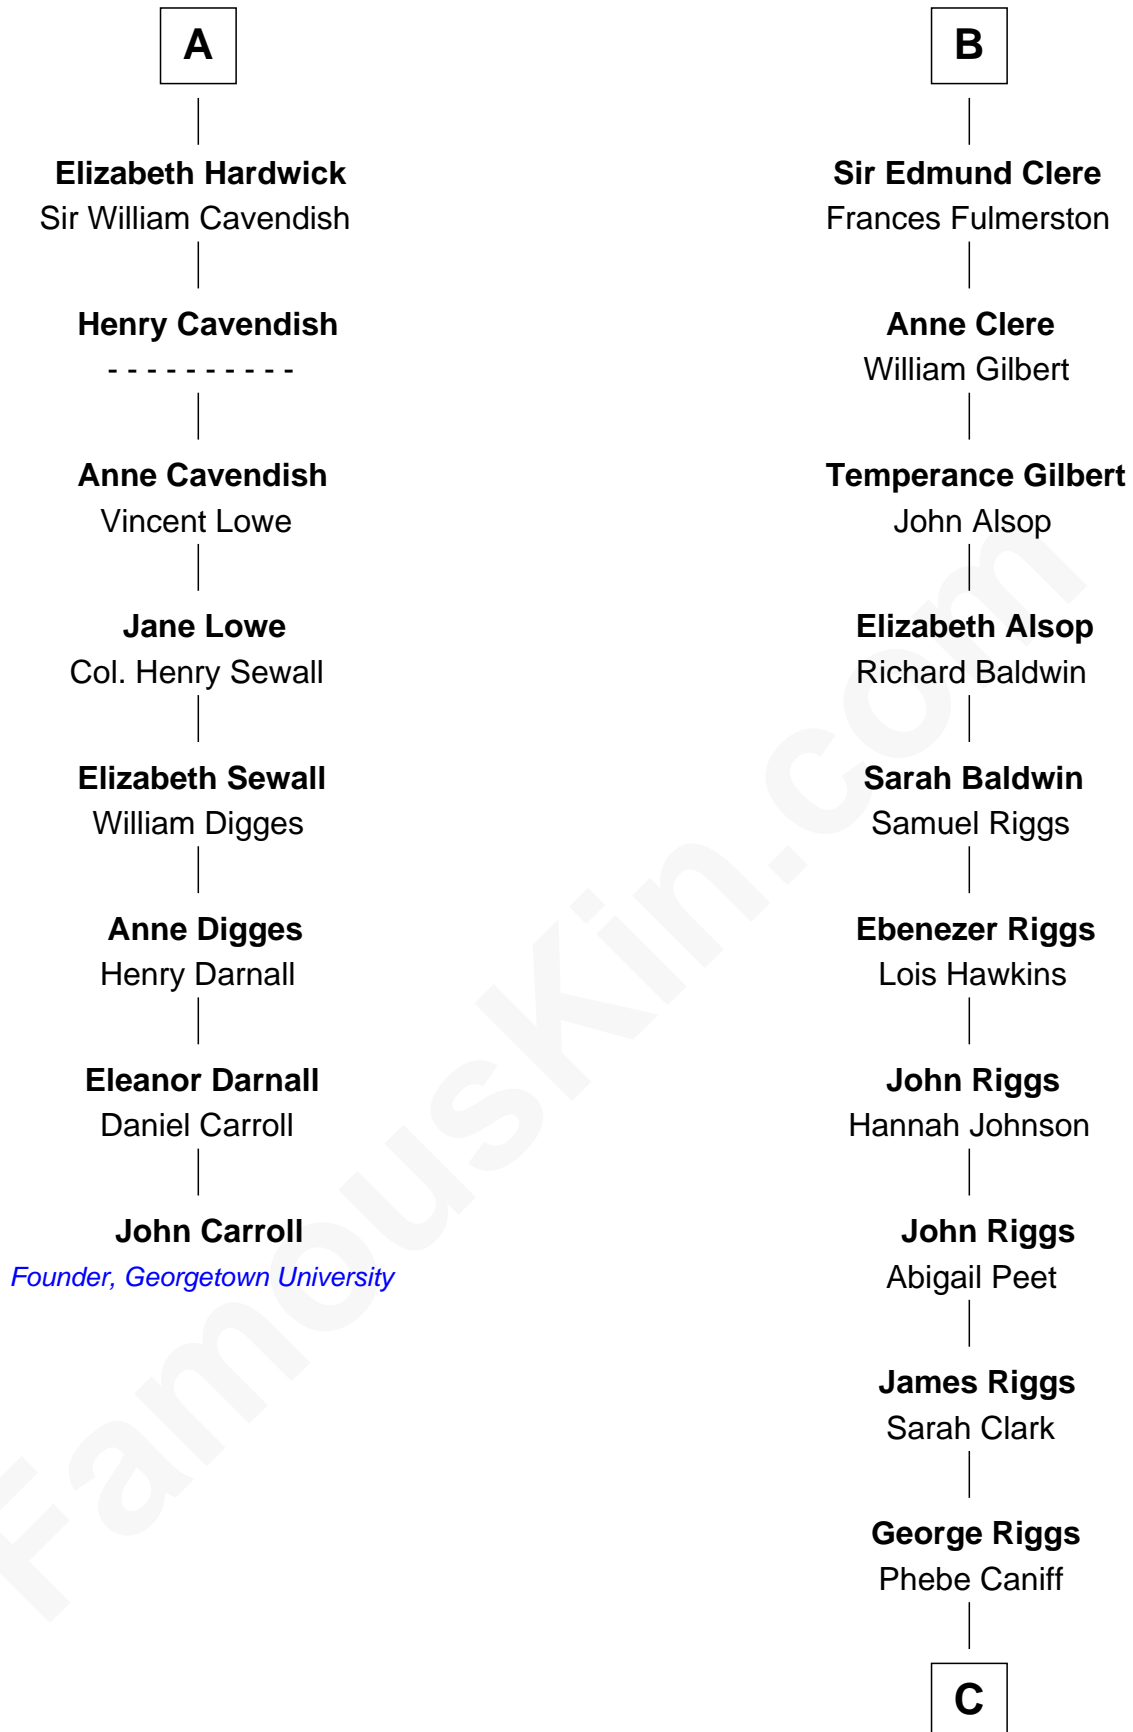 A
Elizabeth Hardwick
Sir William Cavendish
Henry Cavendish
- - - - - - - - - -
Anne Cavendish
Vincent Lowe
Jane Lowe
Col. Henry Sewall
Elizabeth Sewall
William Digges
Anne Digges
Henry Darnall
Eleanor Darnall
Daniel Carroll
John Carroll
Founder, Georgetown University
B
Sir Edmund Clere
Frances Fulmerston
Anne Clere
William Gilbert
Temperance Gilbert
John Alsop
Elizabeth Alsop
Richard Baldwin
Sarah Baldwin
Samuel Riggs
Ebenezer Riggs
Lois Hawkins
John Riggs
Hannah Johnson
John Riggs
Abigail Peet
James Riggs
Sarah Clark
George Riggs
Phebe Caniff
C
FamousKin.com